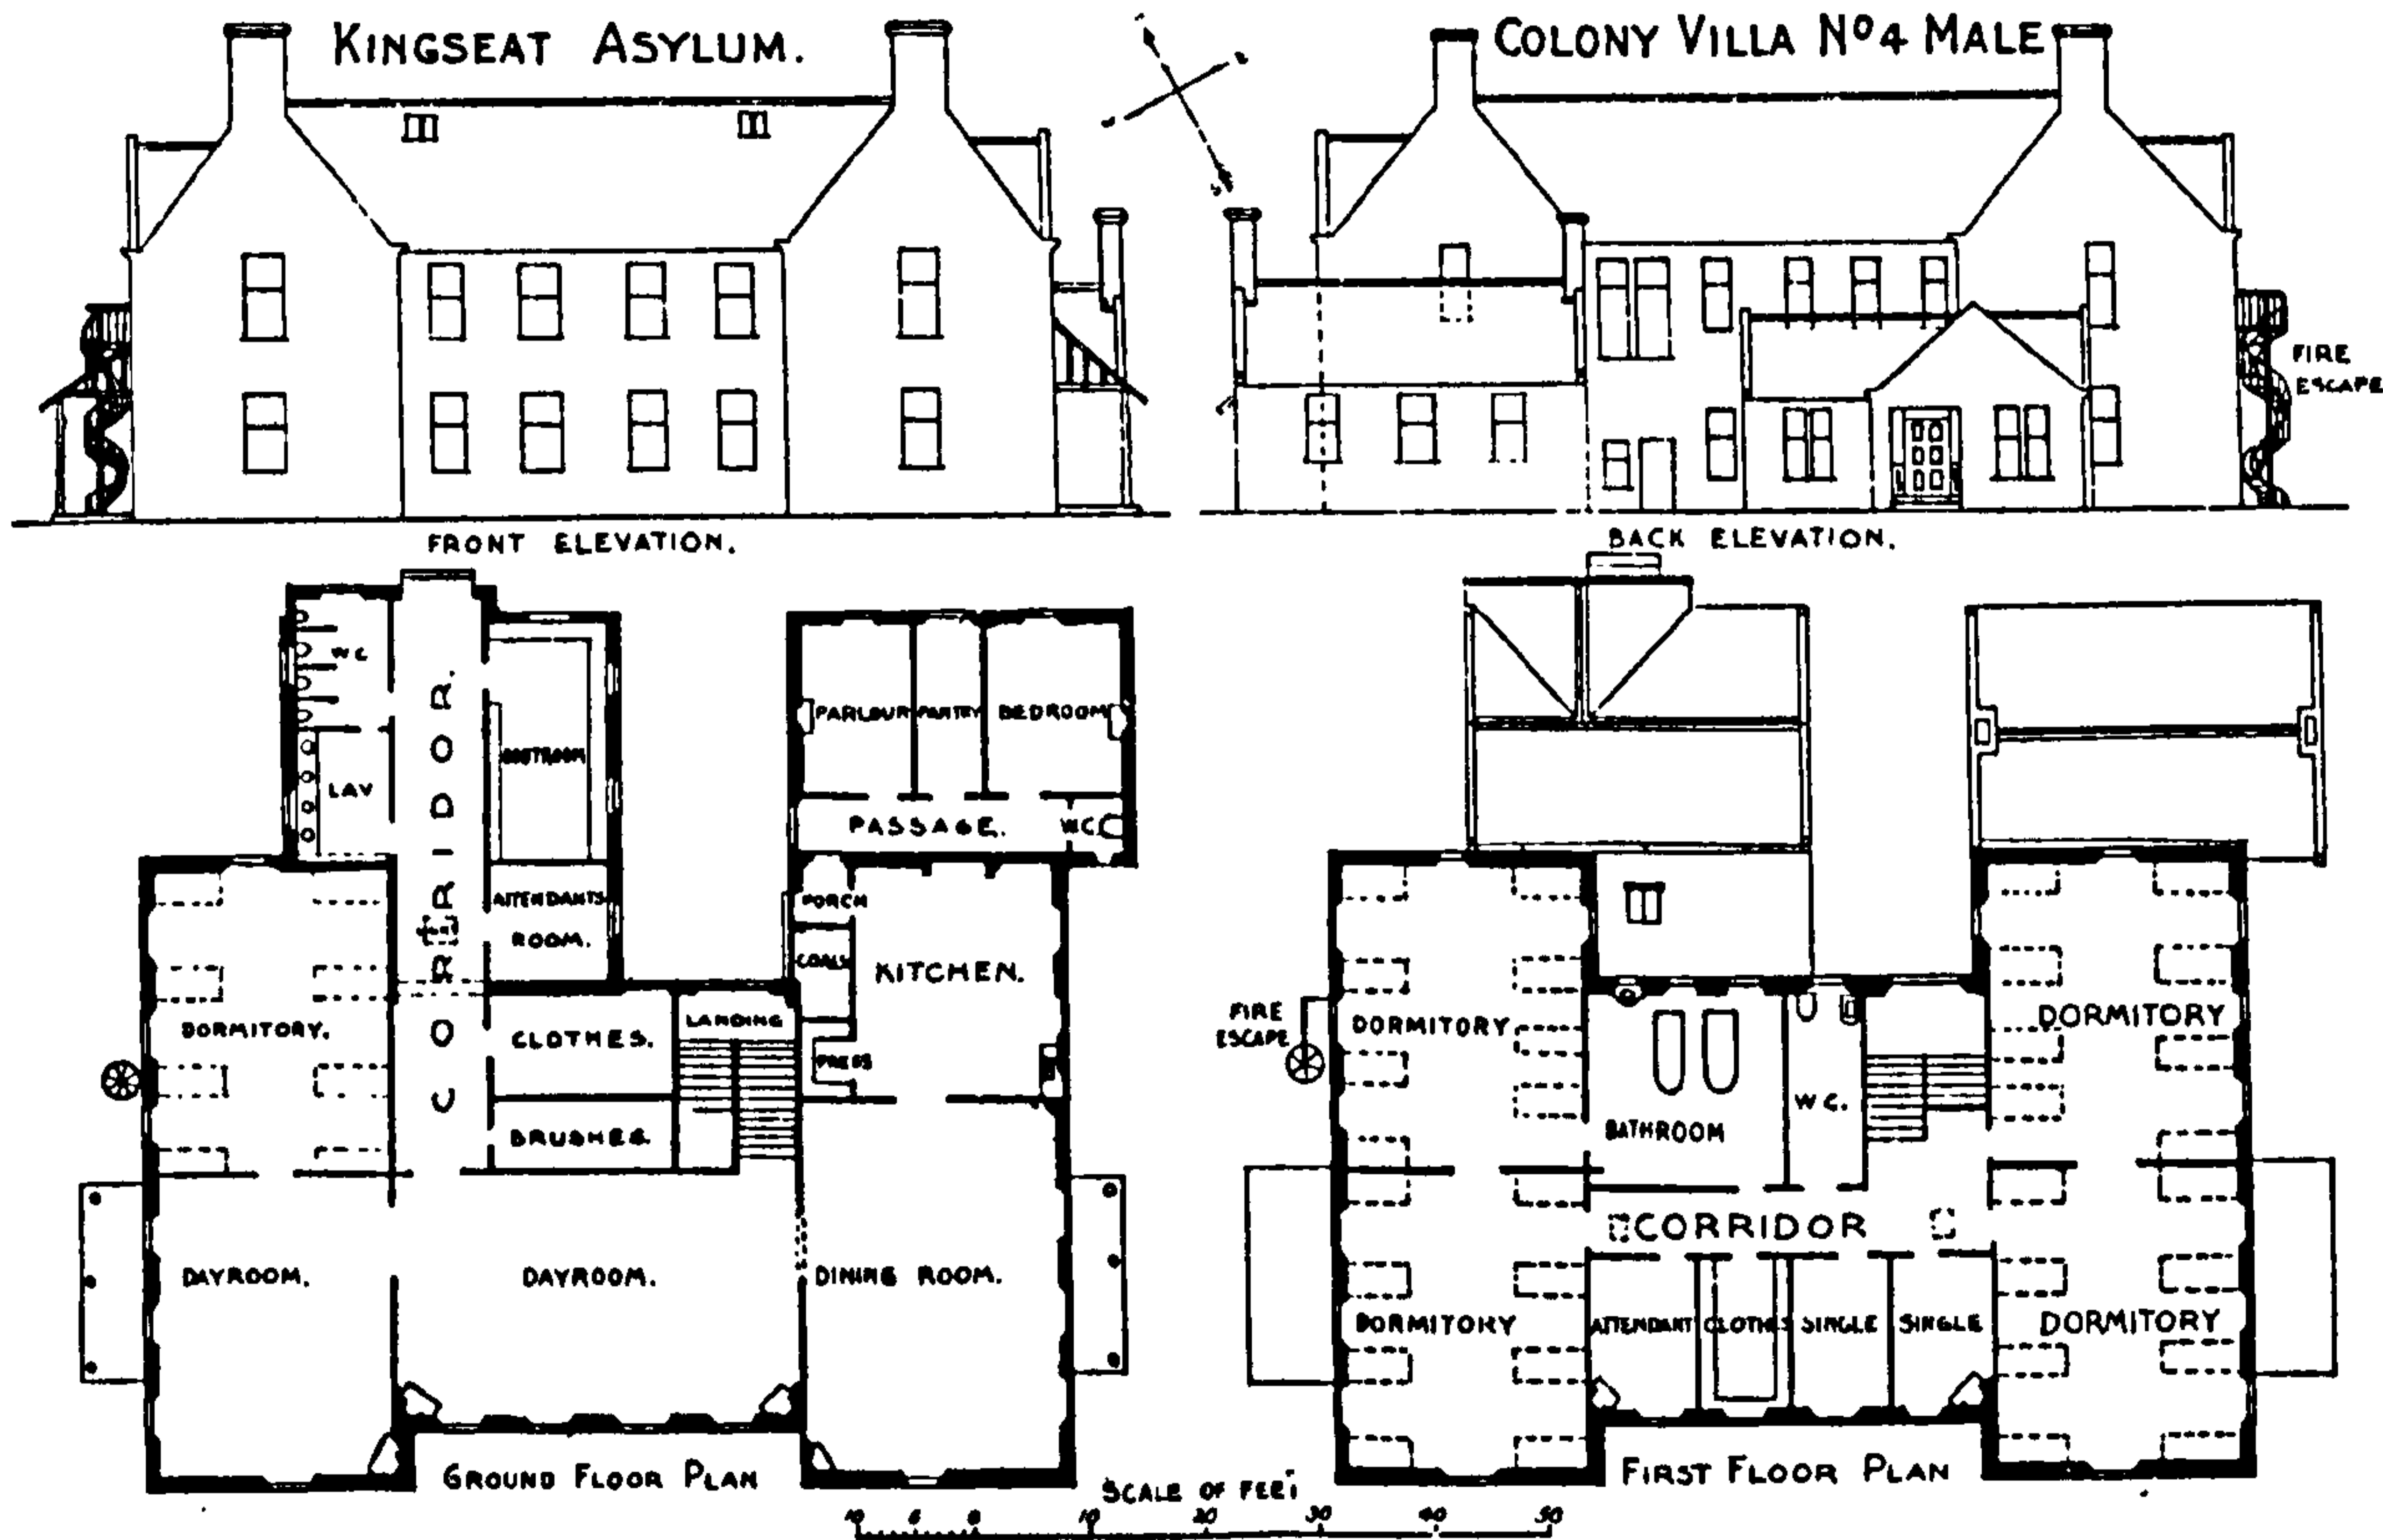 KINGSEAT ASYLUM.
COLONY VILLA Nº4 MALE
FIRE
ESCAPE
FRONT ELEVATION.
BACK ELEVATION.
WC
LAV
CORRIDOR.
BOOTROOM
ATTENDANTS
ROOM.
PARLOUR
PANTRY
BEDROOM
PASSAGE.
W.C.
PORCH
COALS
KITCHEN.
PRESS
DORMITORY.
CLOTHES.
LANDING
BRUSHES.
DAYROOM.
DAYROOM.
DINING ROOM.
GROUND FLOOR PLAN
FIRE
ESCAPE
DORMITORY
BATHROOM
W.C.
DORMITORY
CORRIDOR
DORMITORY
ATTENDANT
CLOTHES
SINGLE
SINGLE
DORMITORY
FIRST FLOOR PLAN
SCALE OF FEET
10 5 0 10 20 30 40 50